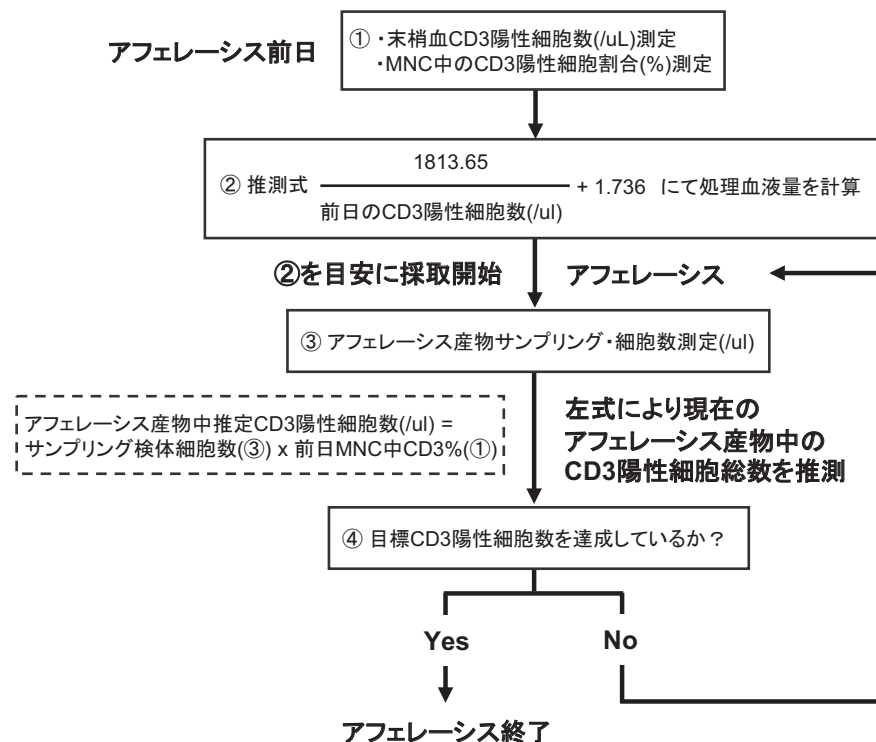 アフェレーシス前日
① ・末梢血CD3陽性細胞数(/uL)測定
・MNC中のCD3陽性細胞割合(%)測定
② 推測式 1813.65 / 前日のCD3陽性細胞数(/ul) + 1.736 にて処理血液量を計算
②を目安に採取開始
アフェレーシス
③ アフェレーシス産物サンプリング・細胞数測定(/ul)
アフェレーシス産物中推定CD3陽性細胞数(/ul) =
サンプリング検体細胞数(③) x 前日MNC中CD3%(①)
左式により現在の
アフェレーシス産物中の
CD3陽性細胞総数を推測
④ 目標CD3陽性細胞数を達成しているか？
Yes
No
アフェレーシス終了